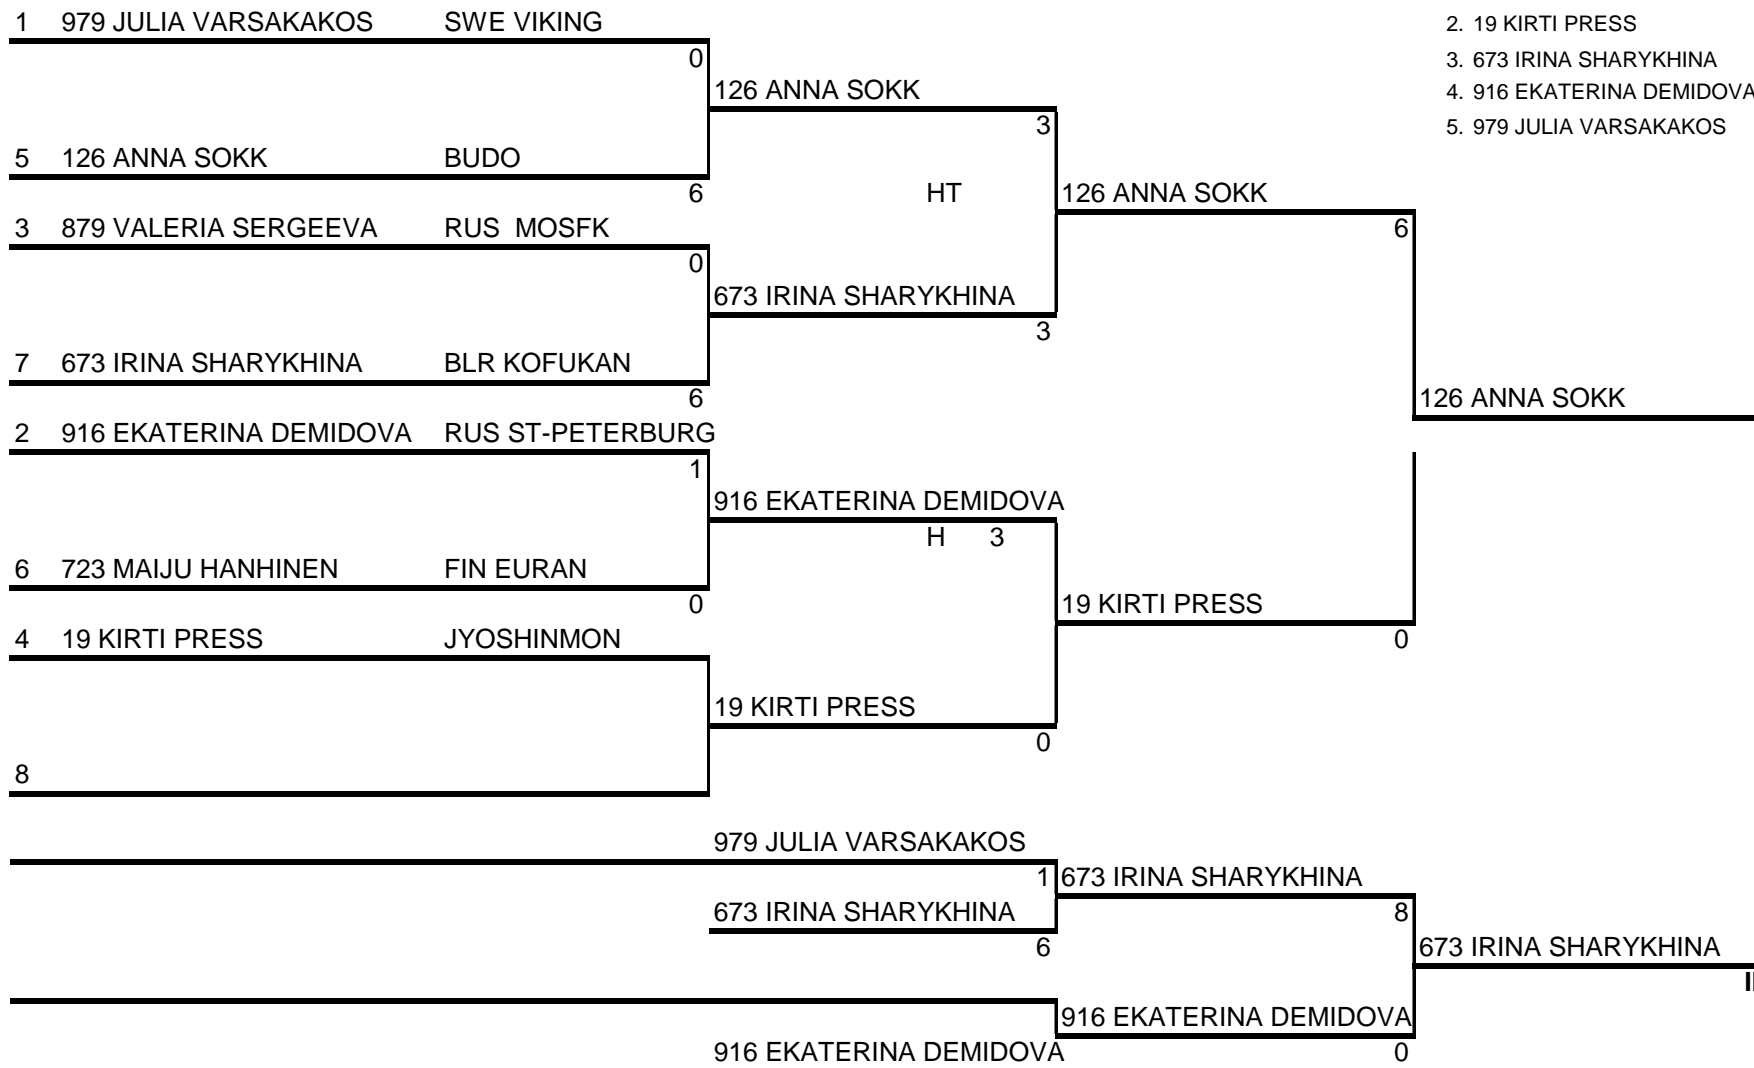 1 979 JULIA VARSAKAKOS SWE VIKING
2. 19 KIRTI PRESS
0
3. 673 IRINA SHARYKHINA
126 ANNA SOKK
4. 916 EKATERINA DEMIDOVA
3
5. 979 JULIA VARSAKAKOS
5 126 ANNA SOKK BUDO
6 HT 126 ANNA SOKK
3 879 VALERIA SERGEEVA RUS MOSFK
6
0
673 IRINA SHARYKHINA
3
7 673 IRINA SHARYKHINA BLR KOFUKAN
6
126 ANNA SOKK
2 916 EKATERINA DEMIDOVA RUS ST-PETERBURG
1
916 EKATERINA DEMIDOVA
H 3
6 723 MAIJU HANHINEN FIN EURAN
0
19 KIRTI PRESS
4 19 KIRTI PRESS JYOSHINMON
0
19 KIRTI PRESS
0
8
979 JULIA VARSAKAKOS
1 673 IRINA SHARYKHINA
673 IRINA SHARYKHINA
8
6
673 IRINA SHARYKHINA
916 EKATERINA DEMIDOVA
916 EKATERINA DEMIDOVA
0